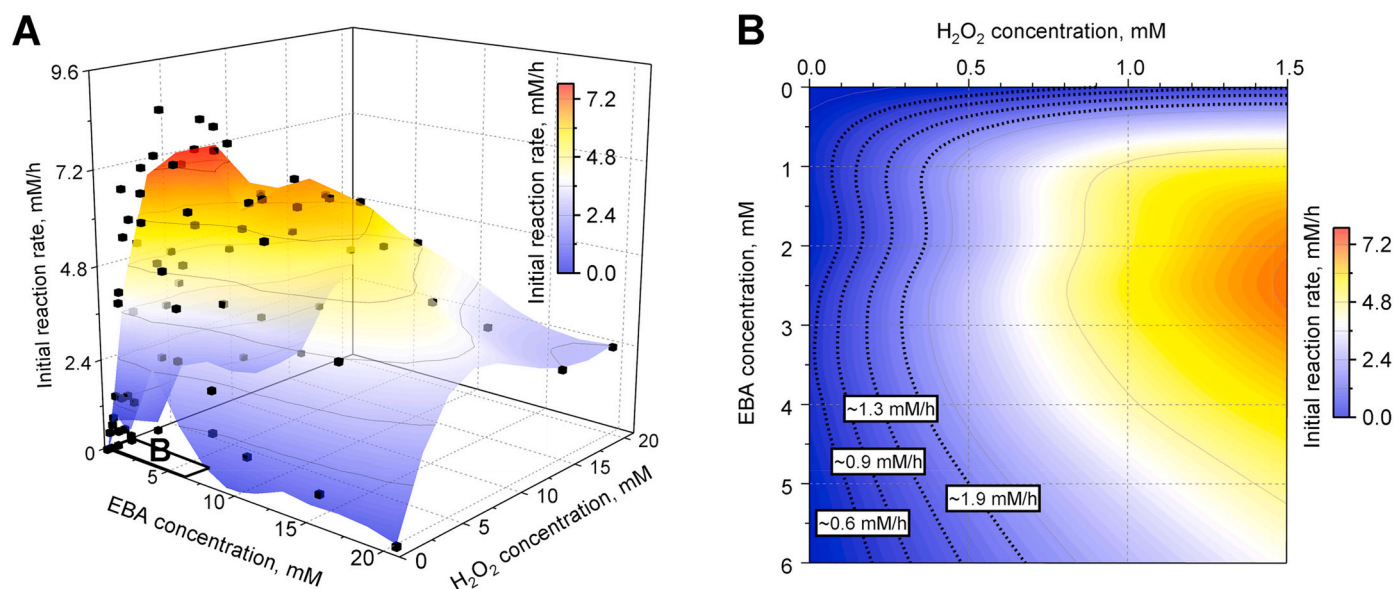 A
9.6
7.2
4.8
2.4
0
Initial reaction rate, mM/h
B
5
10
15
20
EBA concentration, mM
0
5
10
15
20
H₂O₂ concentration, mM
Initial reaction rate, mM/h
7.2
4.8
2.4
0.0
B
H₂O₂ concentration, mM
0.0
0.5
1.0
1.5
0
1
2
3
4
5
6
EBA concentration, mM
~1.3 mM/h
~0.9 mM/h
~1.9 mM/h
~0.6 mM/h
Initial reaction rate, mM/h
7.2
4.8
2.4
0.0